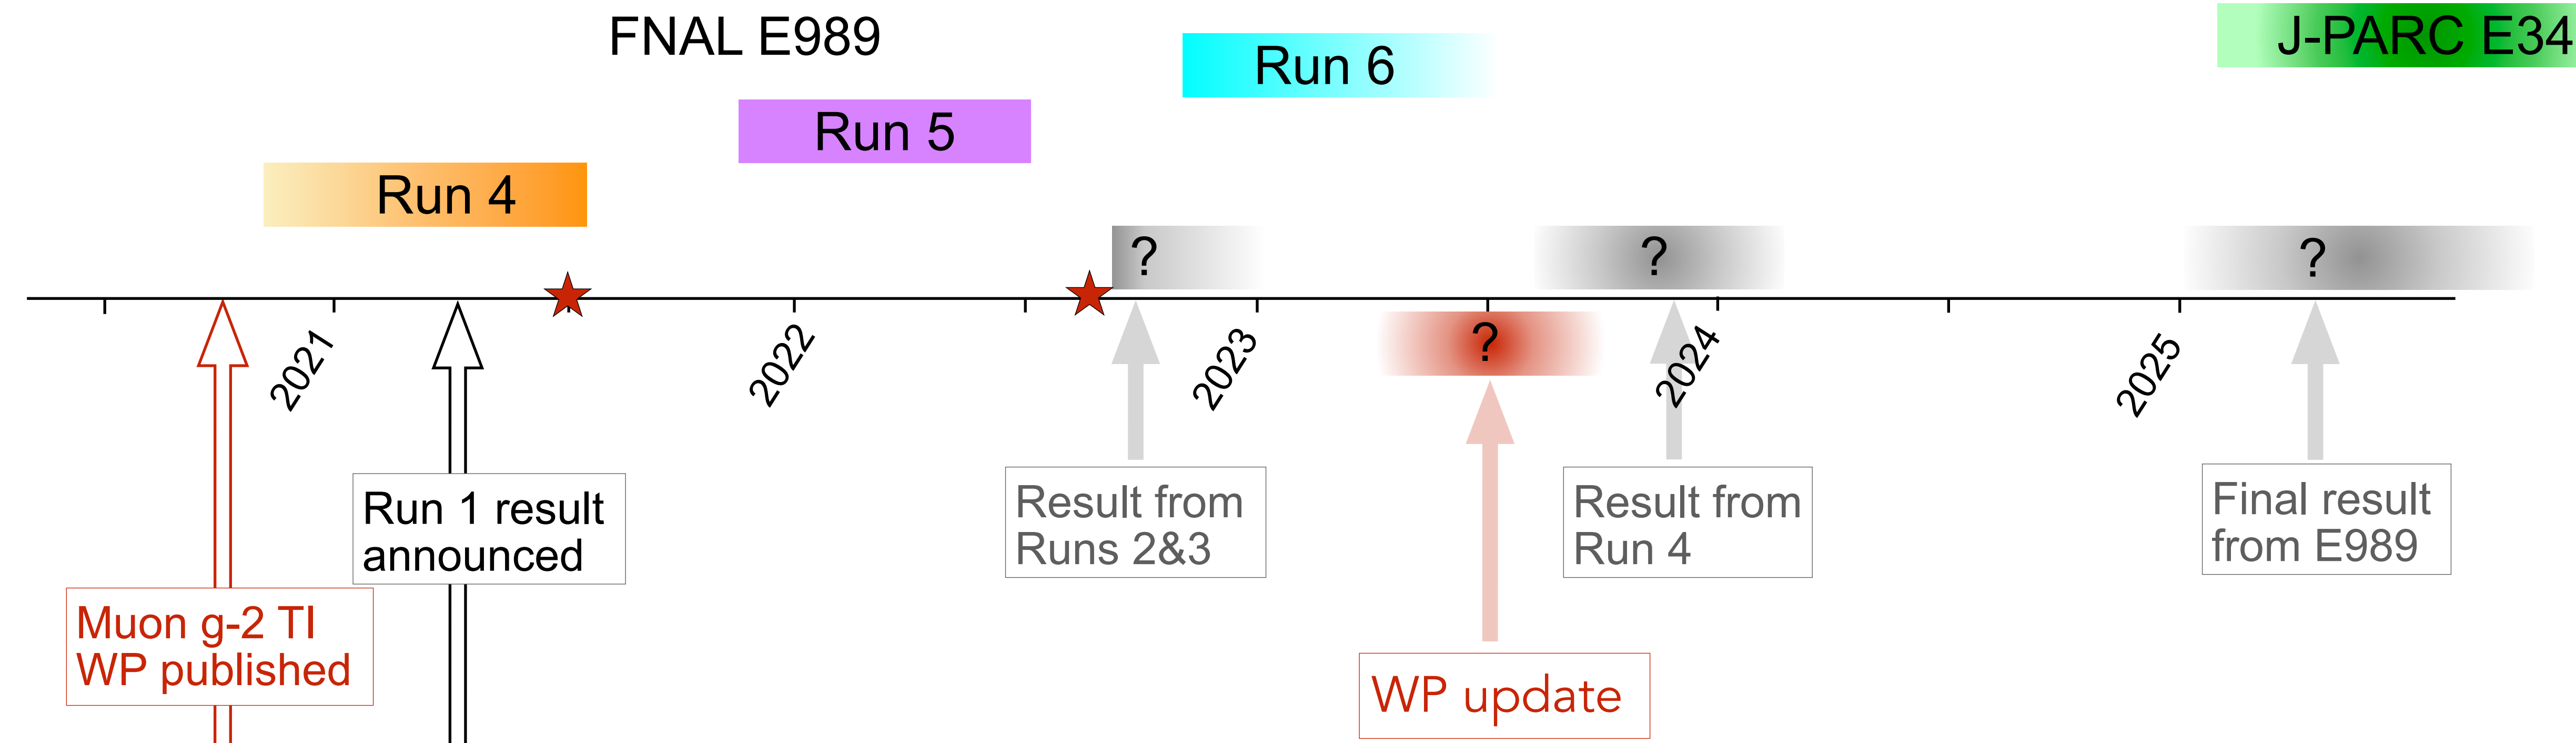 FNAL E989
J-PARC E34
Run 6
Run 5
Run 4
?
?
?
?
2021
2022
2023
2024
2025
Run 1 result
announced
Result from
Runs 2&3
Result from
Run 4
Final result
from E989
Muon g-2 TI
WP published
WP update